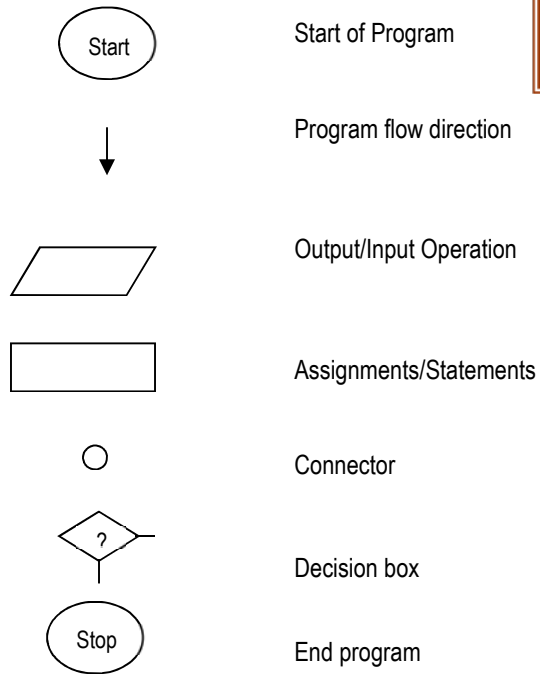 Start Start of Program
Program flow direction
Output/Input Operation
Assignments/Statements
Connector
?
Decision box
Stop
End program